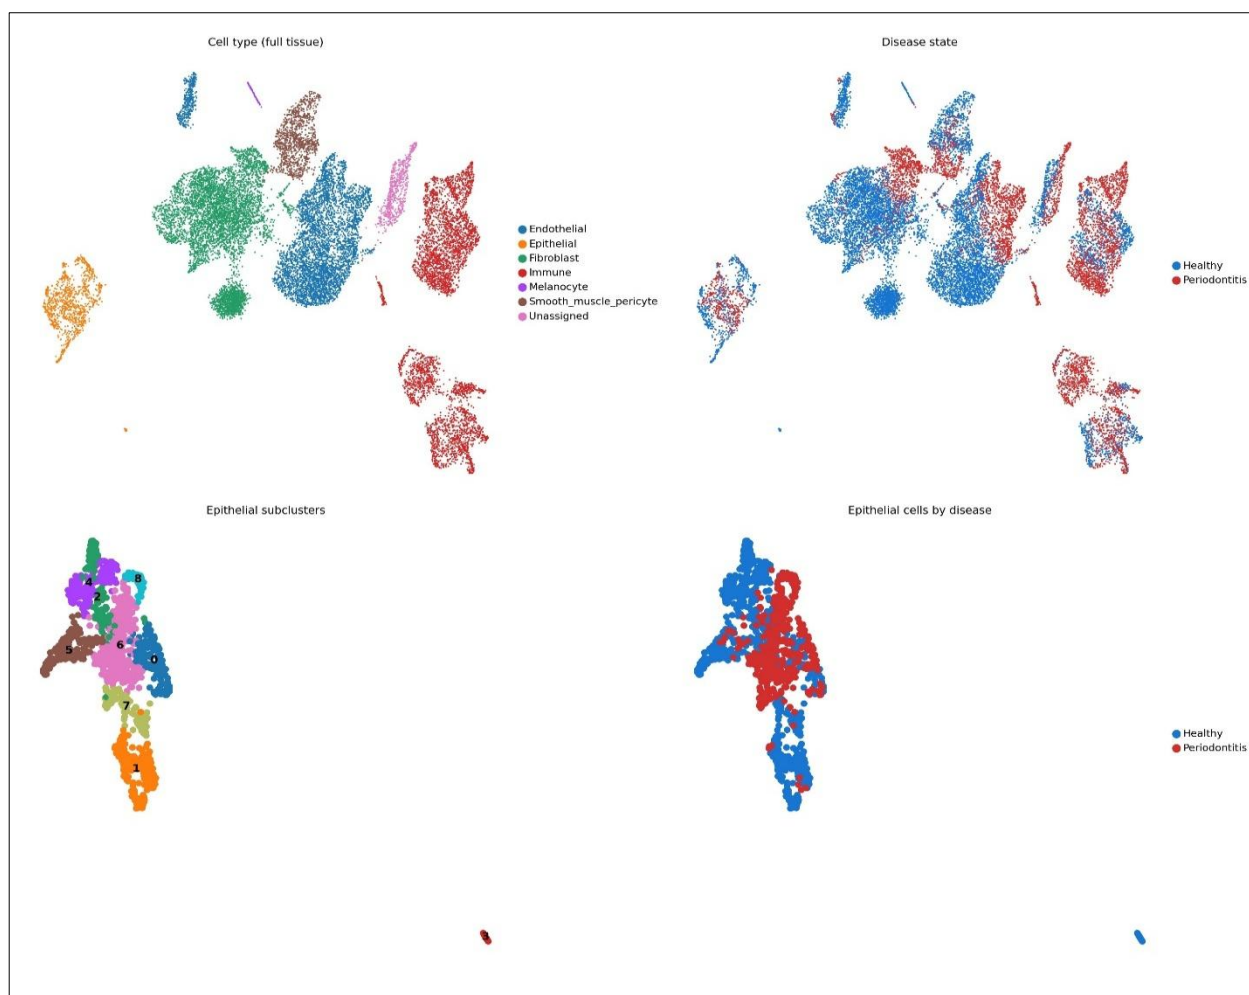 Cell type (full tissue)
Endothelial
Epithelial
Fibroblast
Immune
Melanocyte
Smooth_muscle_pericyte
Unassigned
Disease state
Healthy
Periodontitis
Epithelial subclusters
8
4
2
6
5
0
7
1
3
Epithelial cells by disease
Healthy
Periodontitis